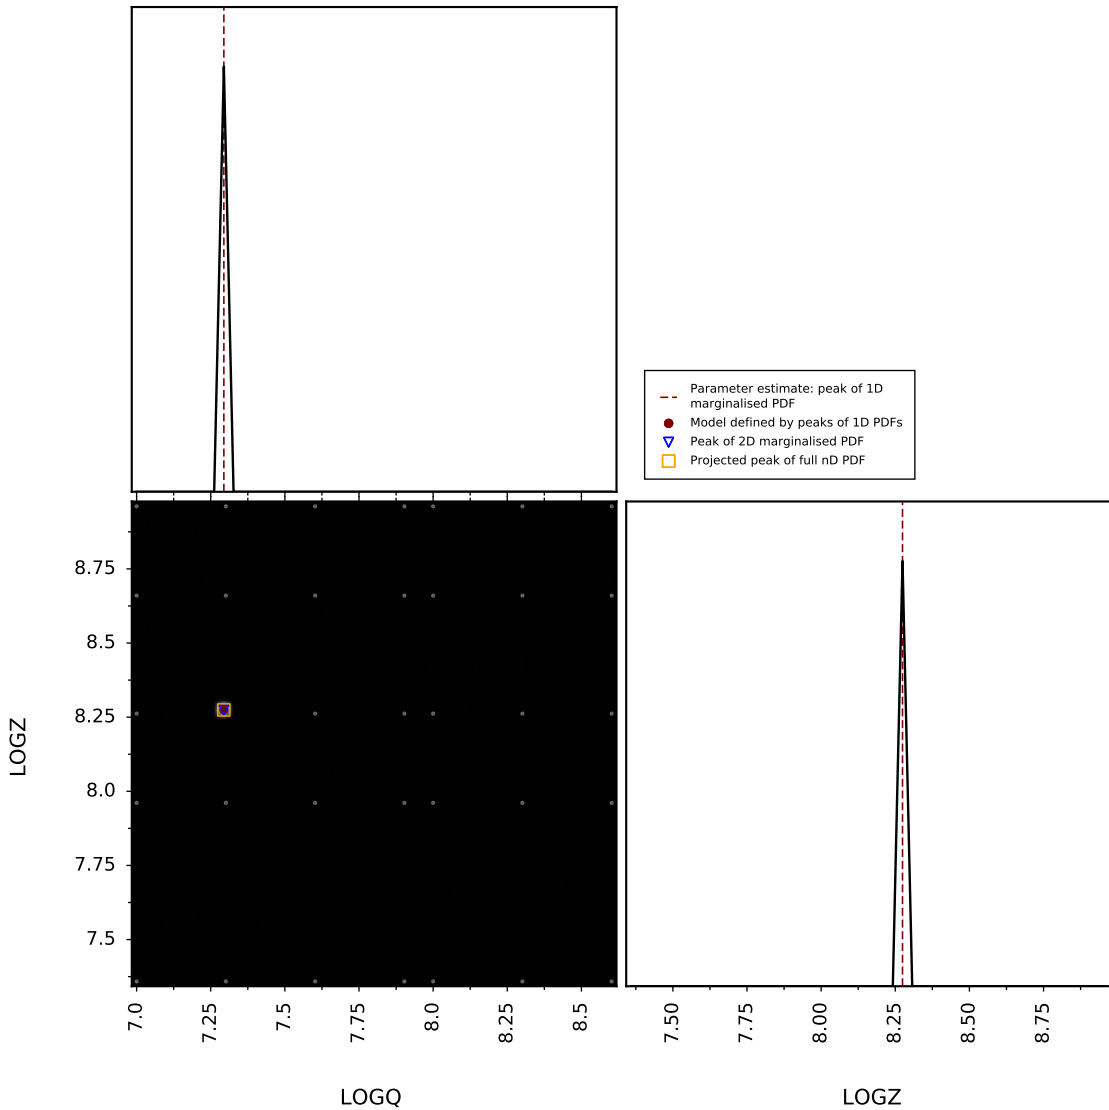 Parameter estimate: peak of 1D
marginalised PDF
Model defined by peaks of 1D PDFs
Peak of 2D marginalised PDF
Projected peak of full nD PDF
8.75
8.5
8.25
8.0
7.75
7.5
LOGZ
7.0
7.25
7.5
7.75
8.0
8.25
8.5
LOGQ
7.50
7.75
8.00
8.25
8.50
8.75
LOGZ